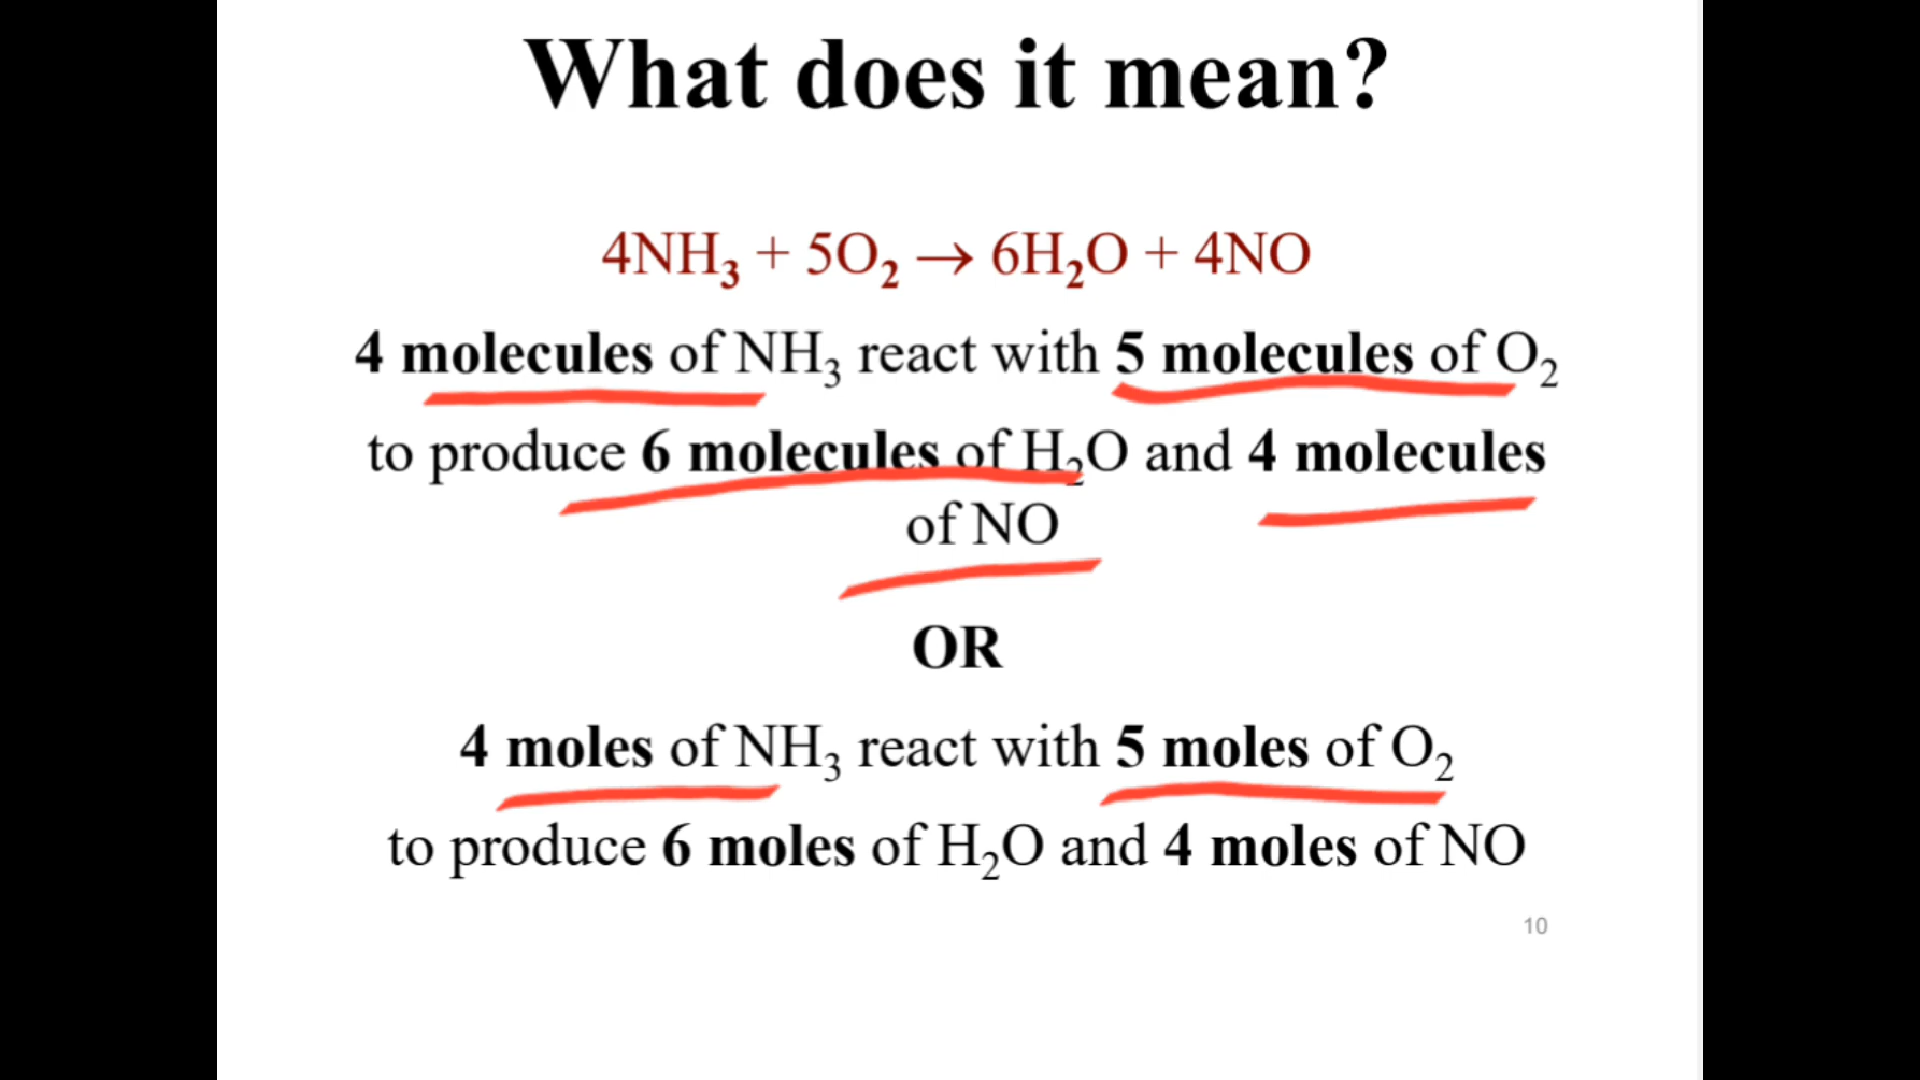 What does it mean?
4NH₃ + 5O₂ → 6H₂O + 4NO
4 molecules of NH₃ react with 5 molecules of O₂
to produce 6 molecules of H₂O and 4 molecules
of NO
OR
4 moles of NH₃ react with 5 moles of O₂
to produce 6 moles of H₂O and 4 moles of NO
10